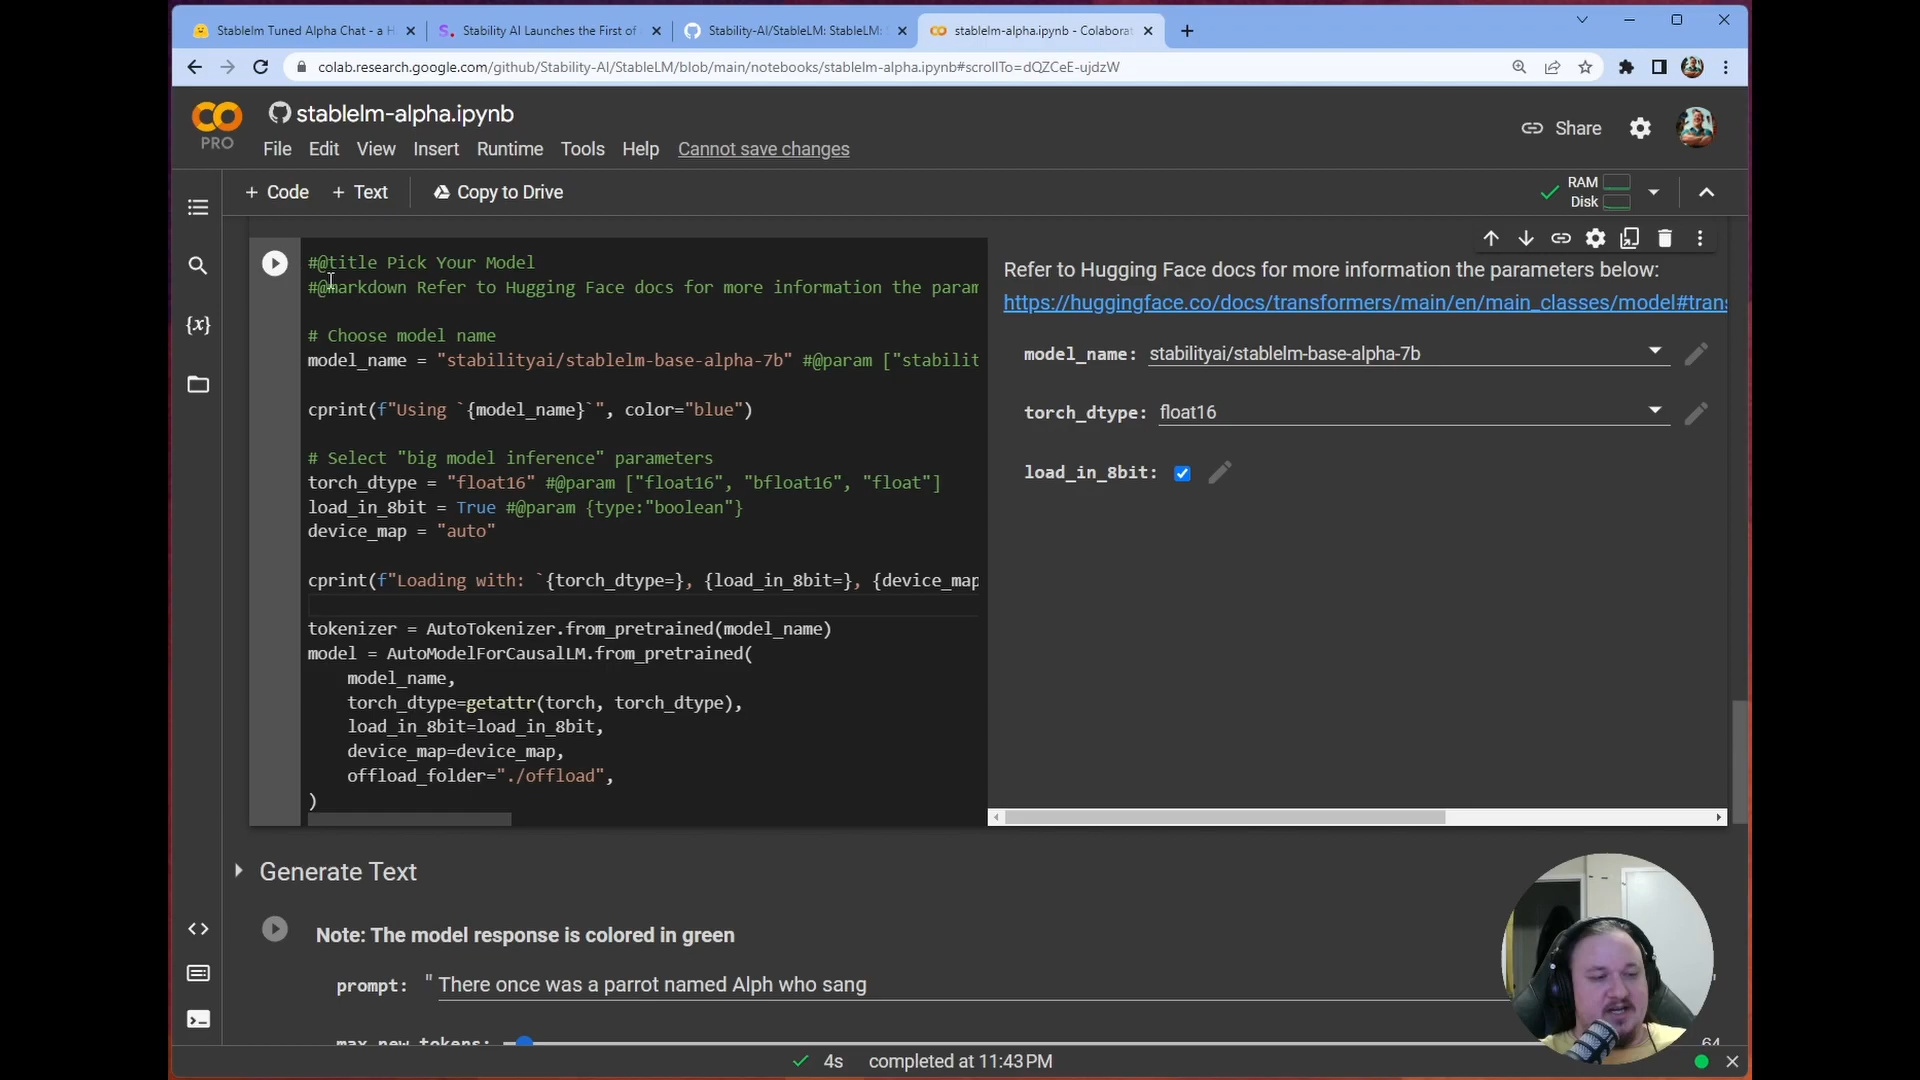 Stablelm Tuned Alpha Chat - a H
S.
Stability AI Launches the First of
Stability-AI/StableLM: StableLM:
stablelm-alpha.ipynb - Colaborat
colab.research.google.com/github/Stability-AI/StableLM/blob/main/notebooks/stablelm-alpha.ipynb#scrollTo=dQZCeE-ujdzW
PRO
stablelm-alpha.ipynb
Share
File Edit View Insert Runtime Tools Help Cannot save changes
+ Code + Text Copy to Drive
RAM
Disk
#@title Pick Your Model
#@markdown Refer to Hugging Face docs for more information the param
# Choose model name
model_name = "stabilityai/stablelm-base-alpha-7b" #@param ["stabilit
cprint(f"Using `{model_name}`", color="blue")
# Select "big model inference" parameters
torch_dtype = "float16" #@param ["float16", "bfloat16", "float"]
load_in_8bit = True #@param {type:"boolean"}
device_map = "auto"
cprint(f"Loading with: `{torch_dtype=}, {load_in_8bit=}, {device_map
tokenizer = AutoTokenizer.from_pretrained(model_name)
model = AutoModelForCausalLM.from_pretrained(
model_name,
torch_dtype=getattr(torch, torch_dtype),
load_in_8bit=load_in_8bit,
device_map=device_map,
offload_folder="./offload",
)
Refer to Hugging Face docs for more information the parameters below:
https://huggingface.co/docs/transformers/main/en/main_classes/model#trans
model_name: stabilityai/stablelm-base-alpha-7b
torch_dtype: float16
load_in_8bit:
{x}
Generate Text
Note: The model response is colored in green
prompt: " There once was a parrot named Alph who sang "
max_new_tokens: 64
4s completed at 11:43 PM